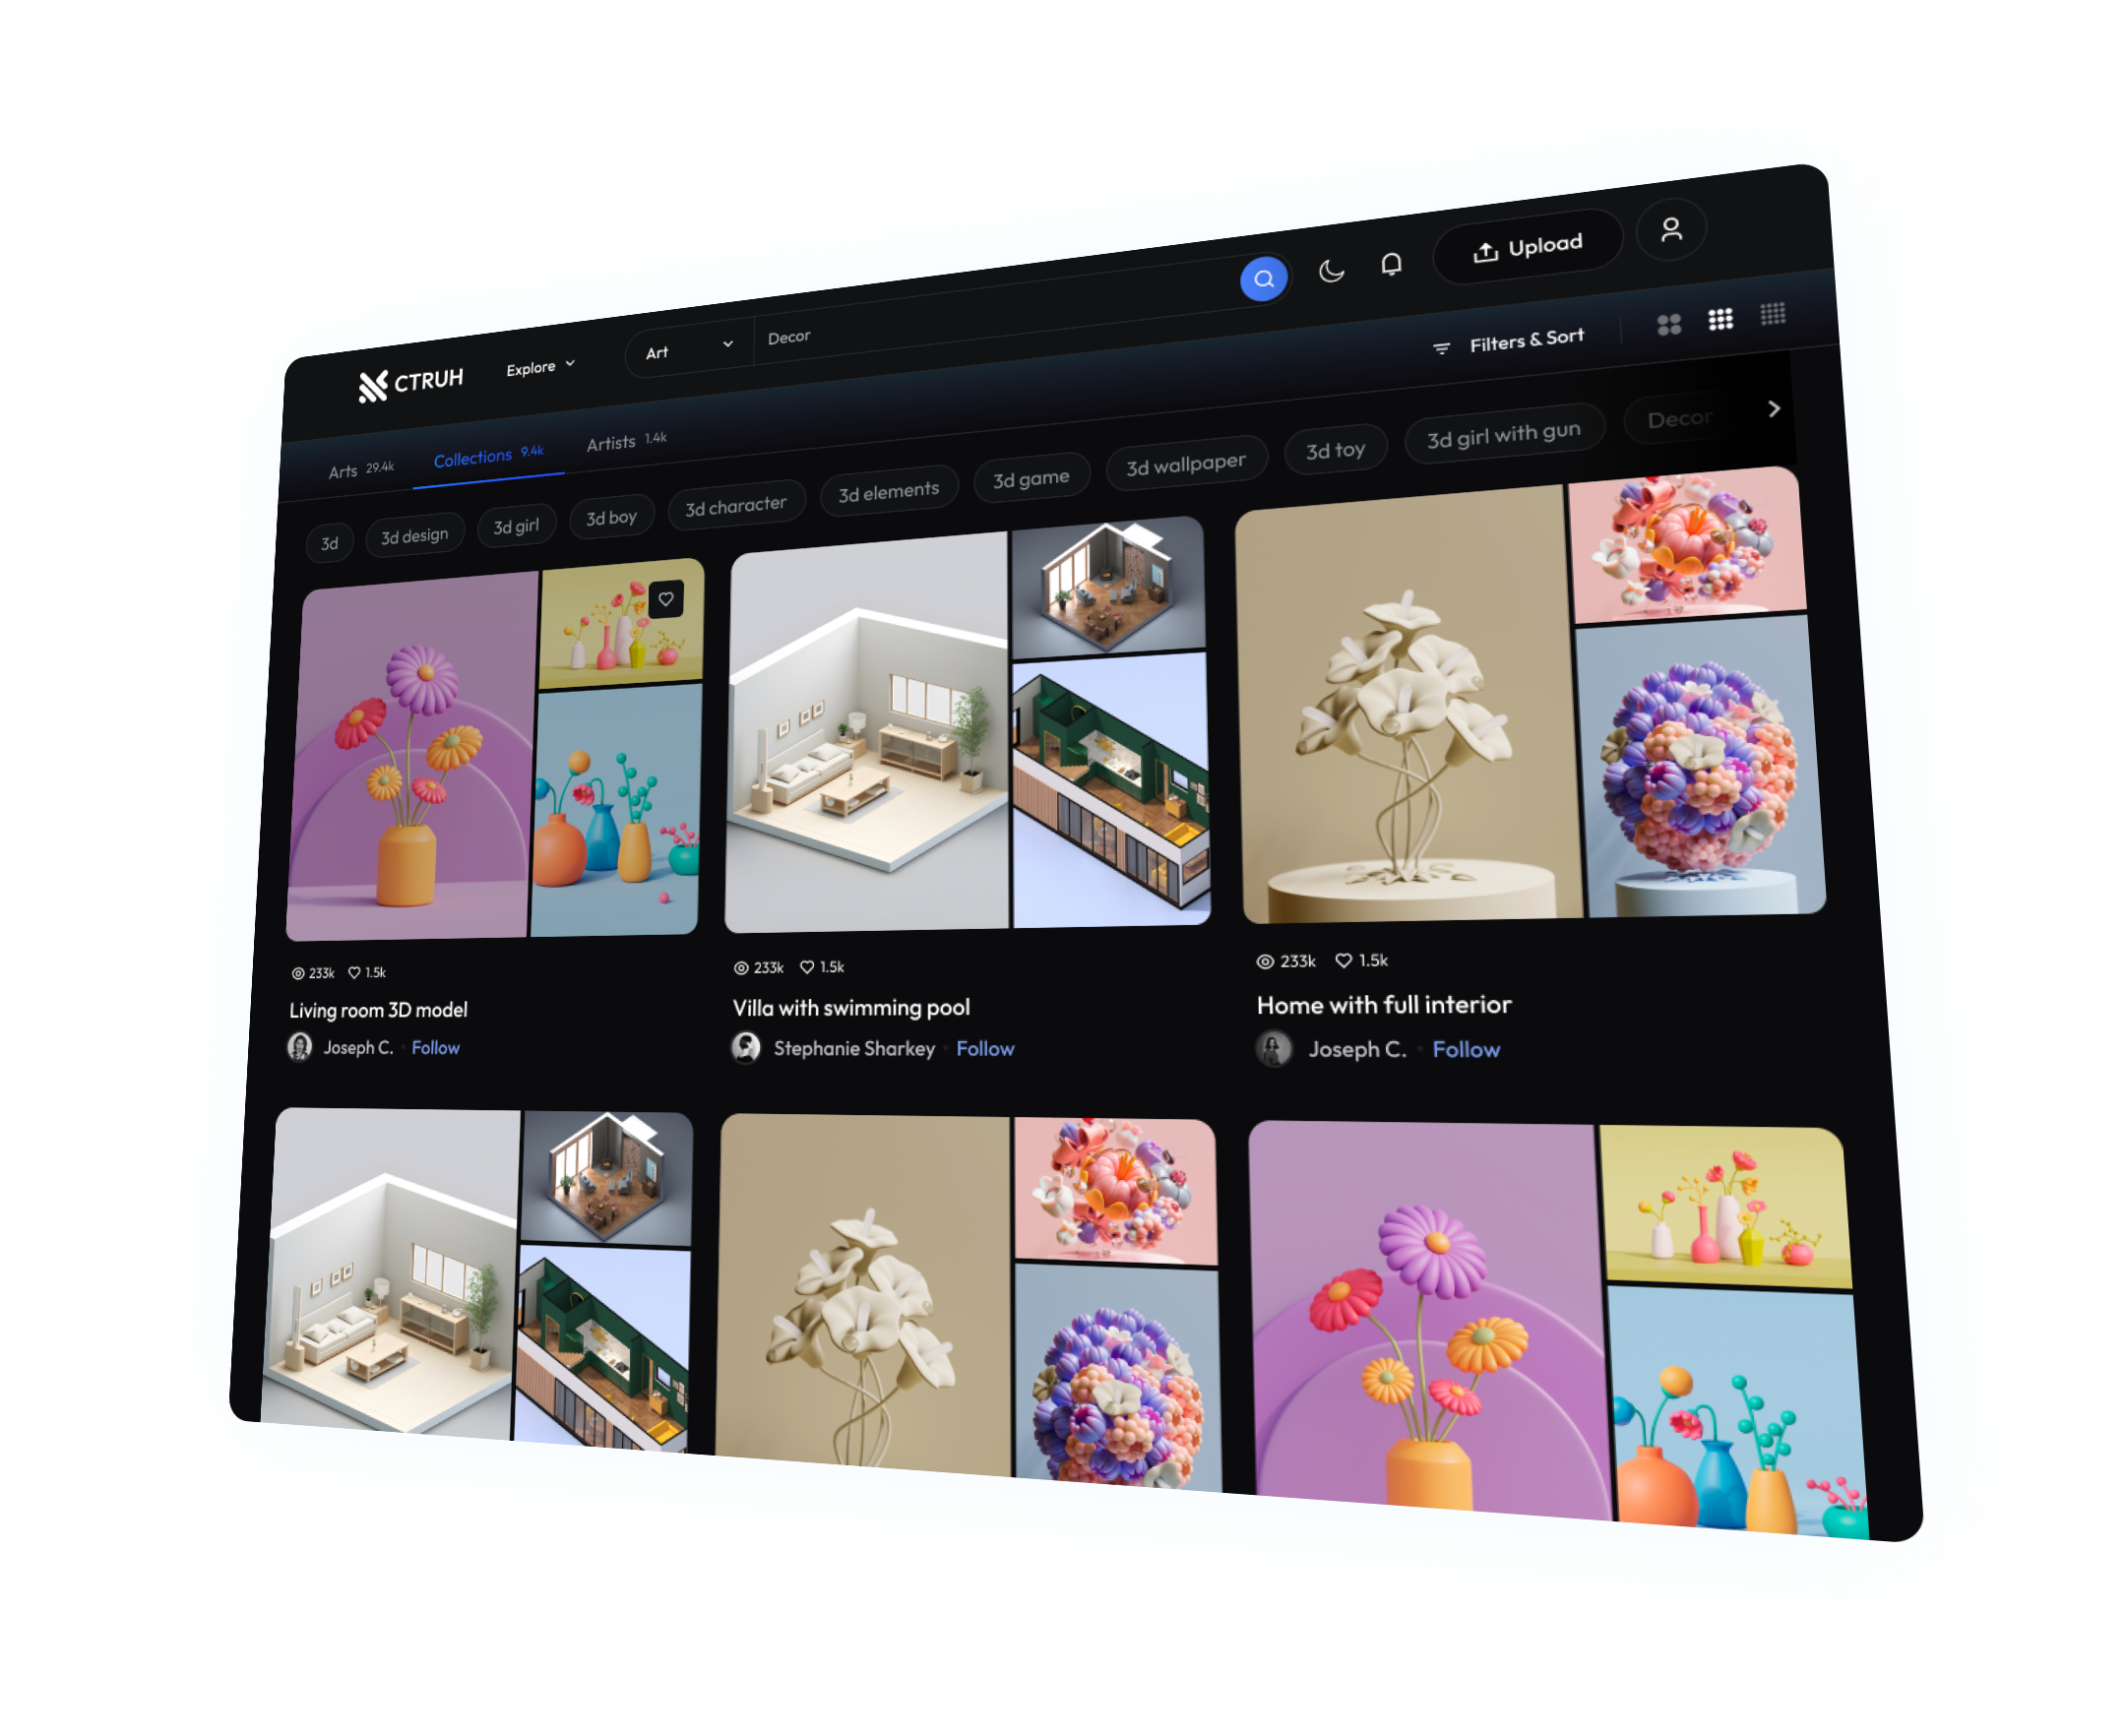 CTRUH
Explore
Art
Decor
Upload
Arts 29.4k
Collections 9.4k
Artists 1.4k
Filters & Sort
3d
3d design
3d girl
3d boy
3d character
3d elements
3d game
3d wallpaper
3d toy
3d girl with gun
Decor
233k 1.5k
Living room 3D model
Joseph C. · Follow
233k 1.5k
Villa with swimming pool
Stephanie Sharkey · Follow
233k 1.5k
Home with full interior
Joseph C. · Follow